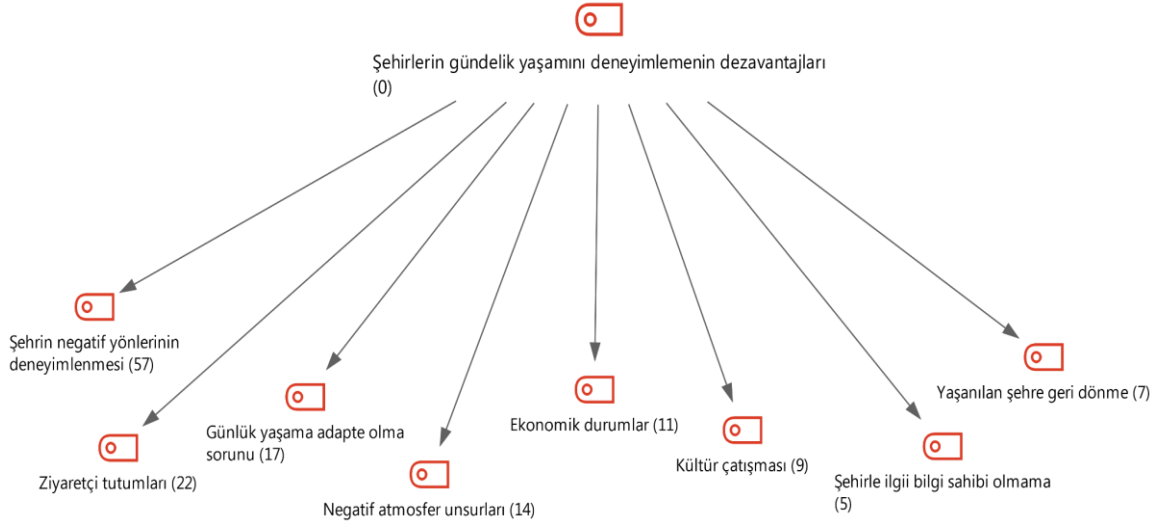 Şehirlerin gündelik yaşamını deneyimlemenin dezavantajları
(0)
Şehrin negatif yönlerinin
deneyimlenmesi (57)
Ziyaretçi tutumları (22)
Günlük yaşama adapte olma
sorunu (17)
Negatif atmosfer unsurları (14)
Ekonomik durumlar (11)
Kültür çatışması (9)
Şehirle ilgii bilgi sahibi olmama
(5)
Yaşanılan şehre geri dönme (7)